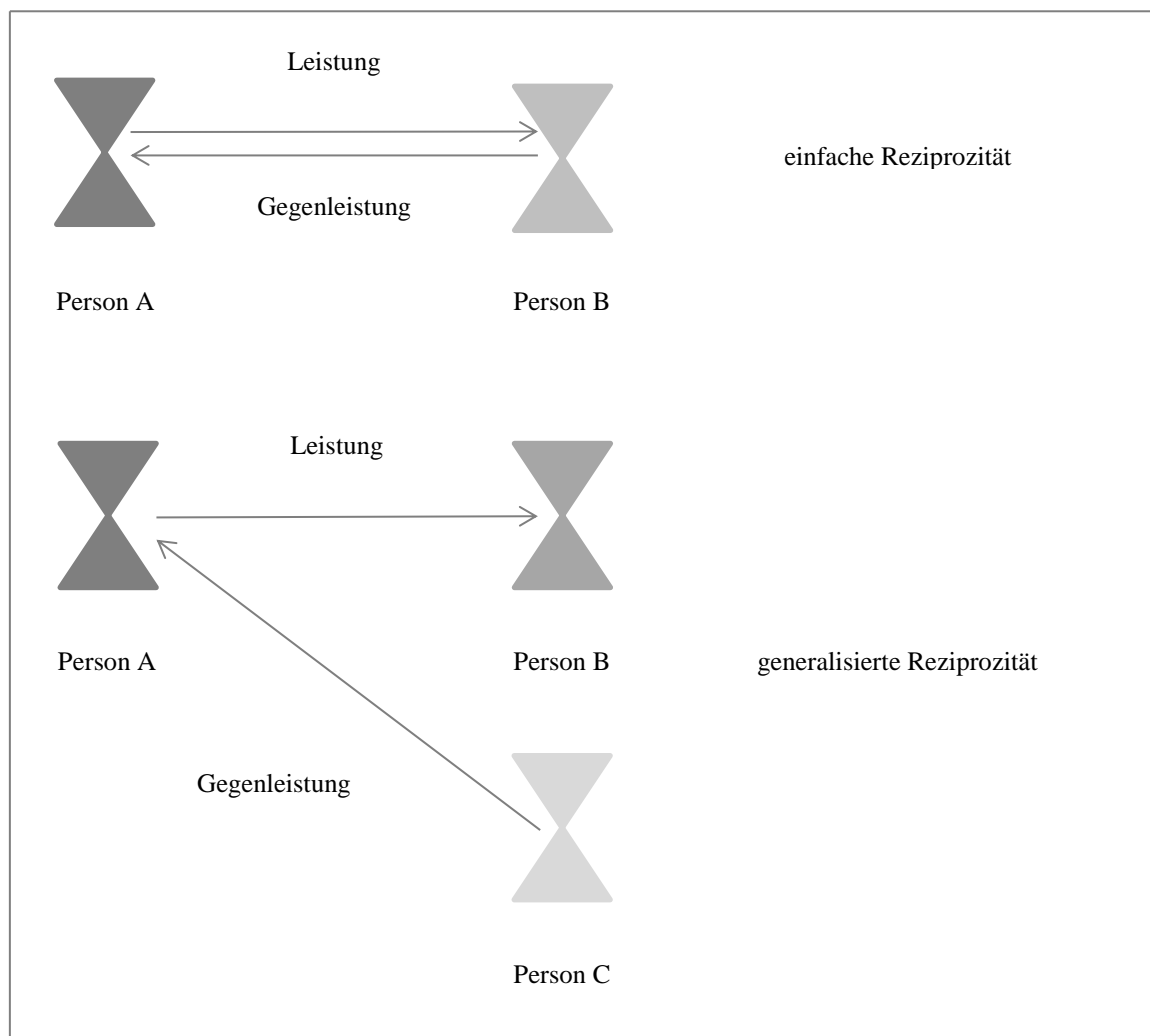 Leistung
einfache Reziprozität
Gegenleistung
Person A
Person B
Leistung
Person A
Person B
generalisierte Reziprozität
Gegenleistung
Person C